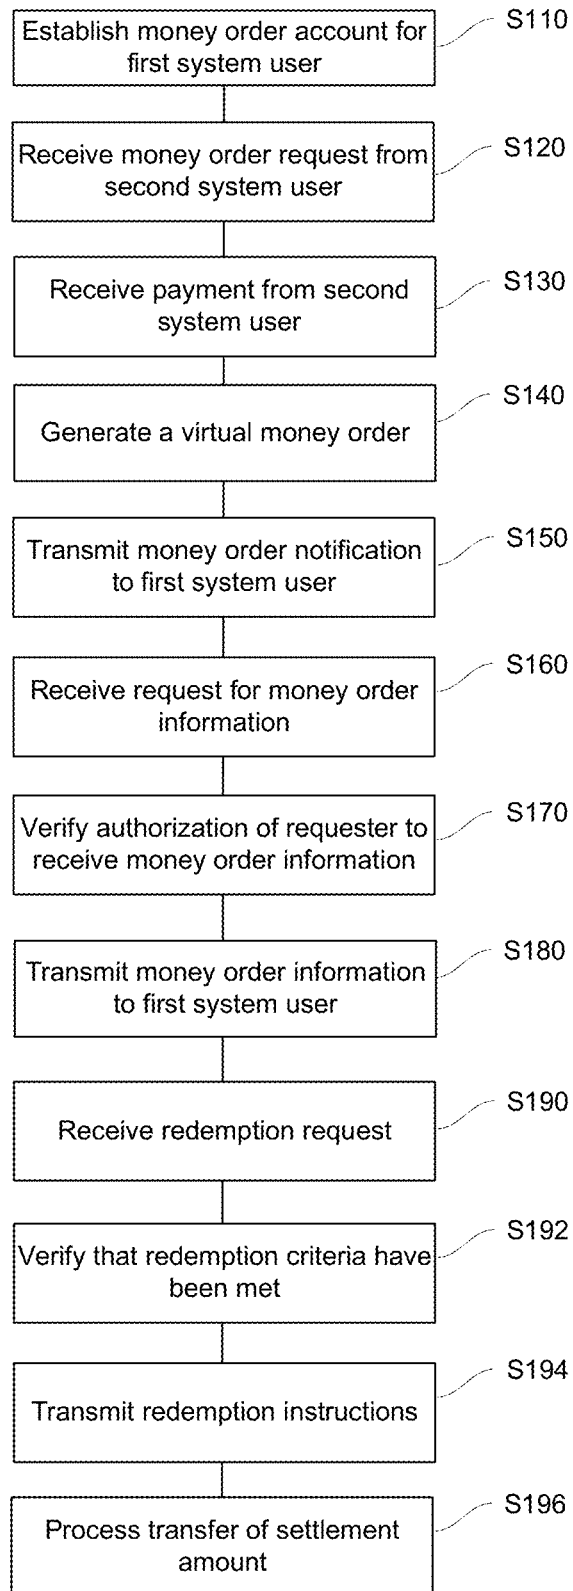 Establish money order account for
first system user
S110
Receive money order request from
second system user
S120
Receive payment from second
system user
S130
Generate a virtual money order
S140
Transmit money order notification
to first system user
S150
Receive request for money order
information
S160
Verify authorization of requester to
receive money order information
S170
Transmit money order information
to first system user
S180
Receive redemption request
S190
Verify that redemption criteria have
been met
S192
Transmit redemption instructions
S194
Process transfer of settlement
amount
S196